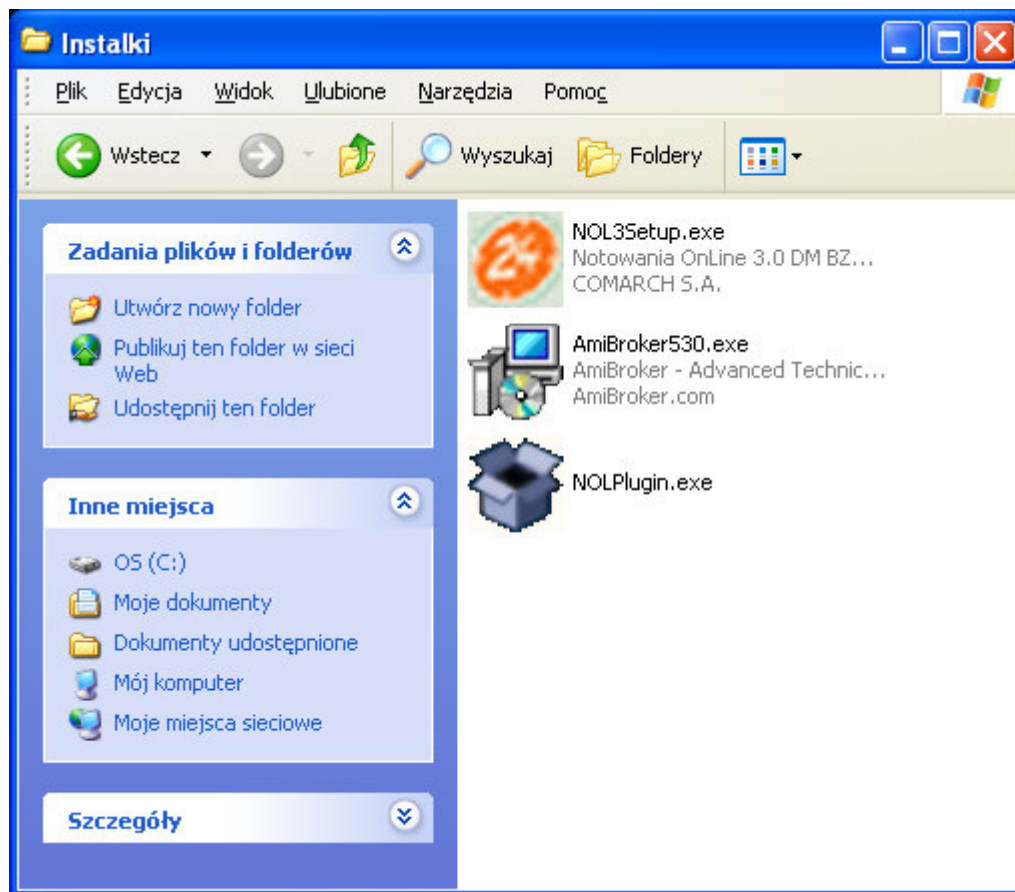 Instalki
Plik Edycja Widok Ulubione Narzędzia Pomoc
Wstecz Wyszukaj Foldery
Zadania plików i folderów
Utwórz nowy folder
Publikuj ten folder w sieci
Web
Udostępnij ten folder
Inne miejsca
OS (C:)
Moje dokumenty
Dokumenty udostępnione
Mój komputer
Moje miejsca sieciowe
Szczegóły
24
NOL3Setup.exe
Notowania OnLine 3.0 DM BZ...
COMARCH S.A.
AmiBroker530.exe
AmiBroker - Advanced Technic...
AmiBroker.com
NOLPlugin.exe